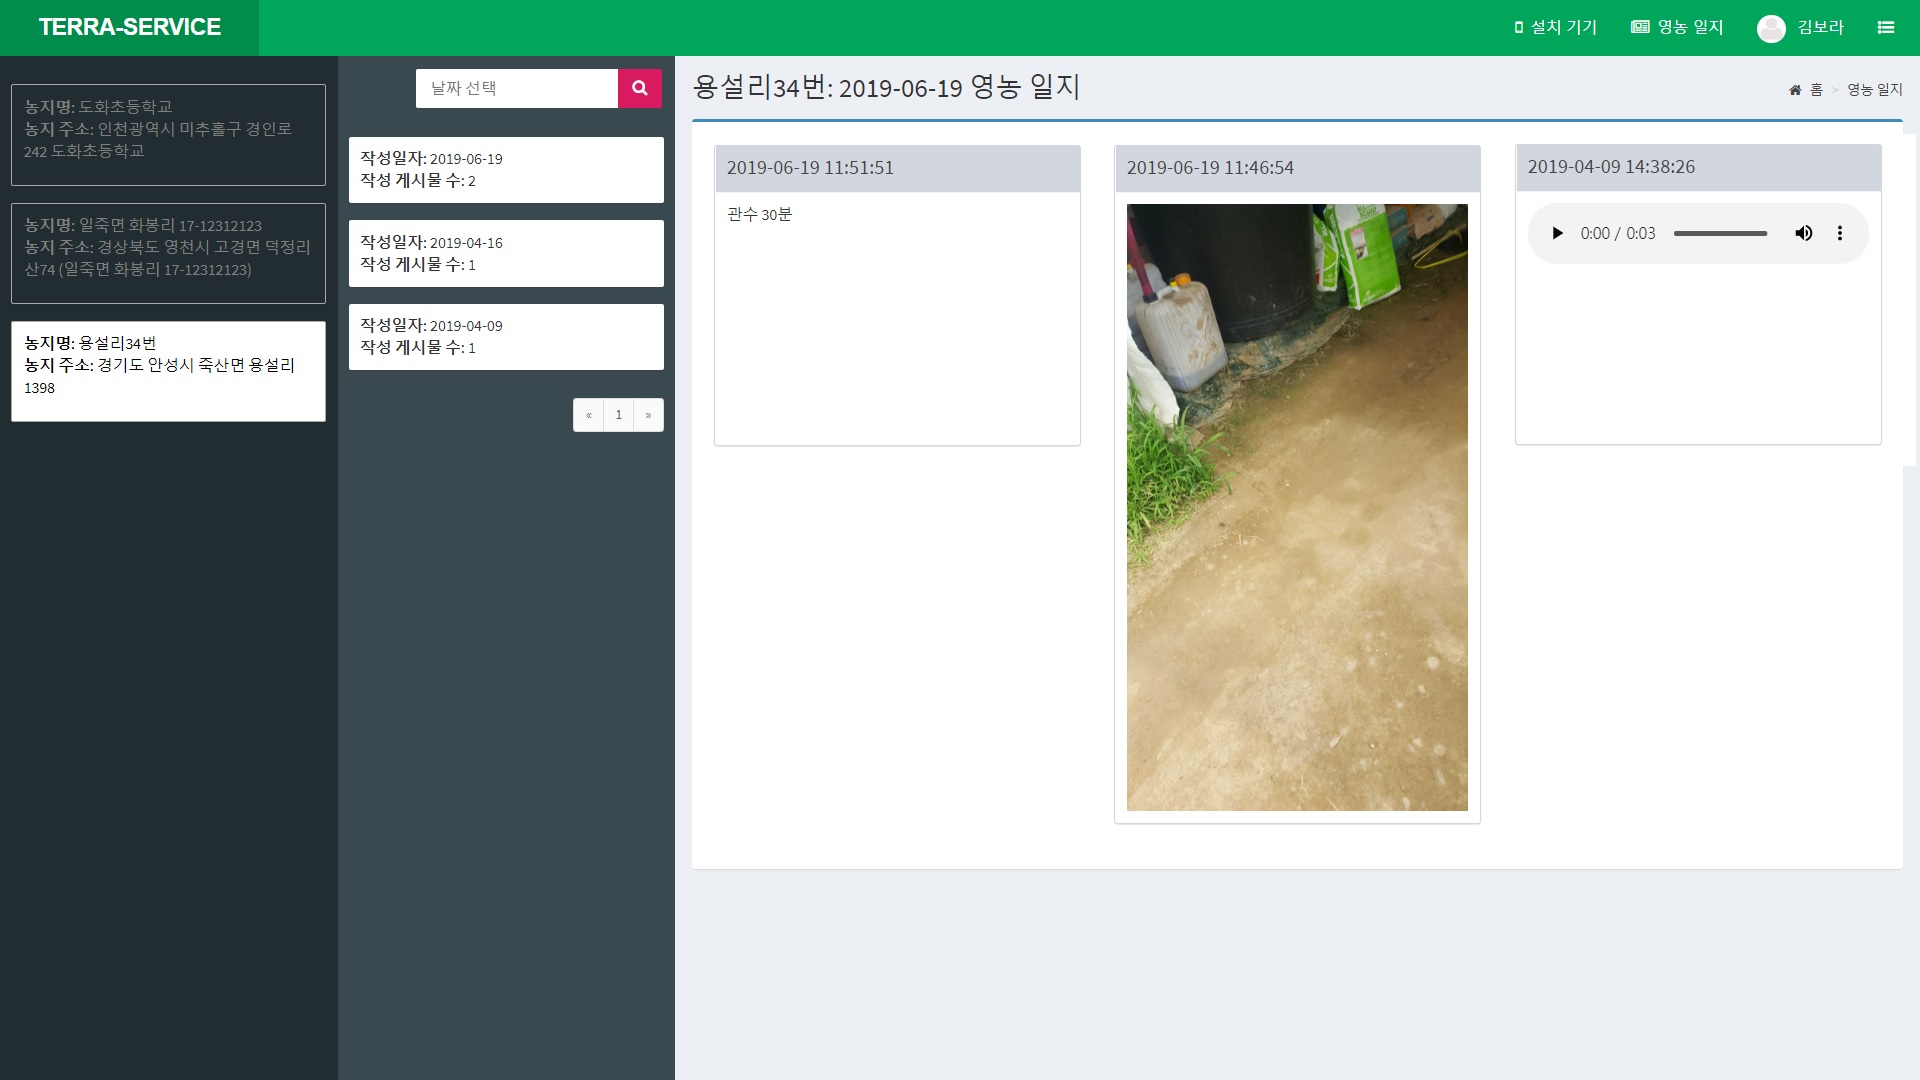 TERRA-SERVICE
설치 기기
영농 일지
김보라
농지명: 도화초등학교
농지 주소: 인천광역시 미추홀구 경인로
242 도화초등학교
농지명: 일죽면 화봉리 17-12312123
농지 주소: 경상북도 영천시 고경면 덕정리
산74 (일죽면 화봉리 17-12312123)
농지명: 용설리34번
농지 주소: 경기도 안성시 죽산면 용설리
1398
날짜 선택
작성일자: 2019-06-19
작성 게시물 수: 2
작성일자: 2019-04-16
작성 게시물 수: 1
작성일자: 2019-04-09
작성 게시물 수: 1
« 1 »
용설리34번: 2019-06-19 영농 일지
홈 > 영농 일지
2019-06-19 11:51:51
관수 30분
2019-06-19 11:46:54
2019-04-09 14:38:26
0:00 / 0:03